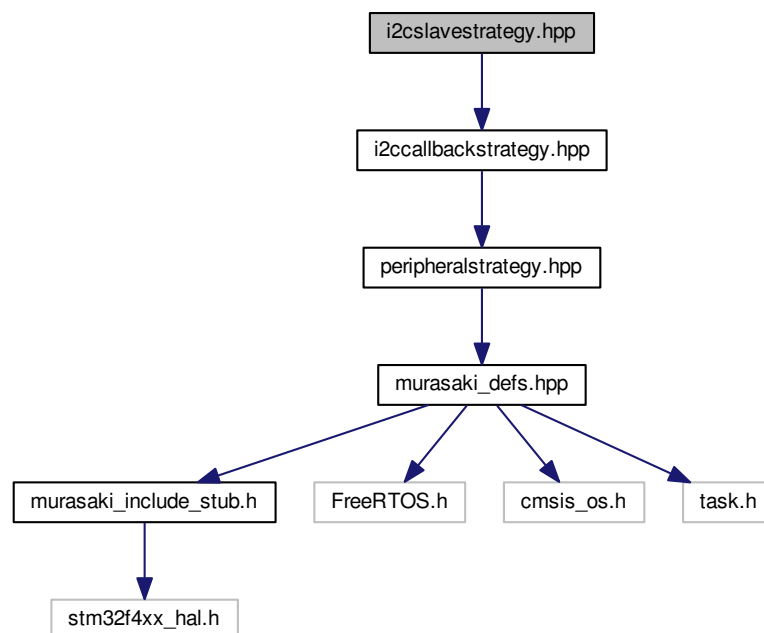 i2cslavestrategy.hpp
i2ccallbackstrategy.hpp
peripheralstrategy.hpp
murasaki_defs.hpp
murasaki_include_stub.h
FreeRTOS.h
cmsis_os.h
task.h
stm32f4xx_hal.h